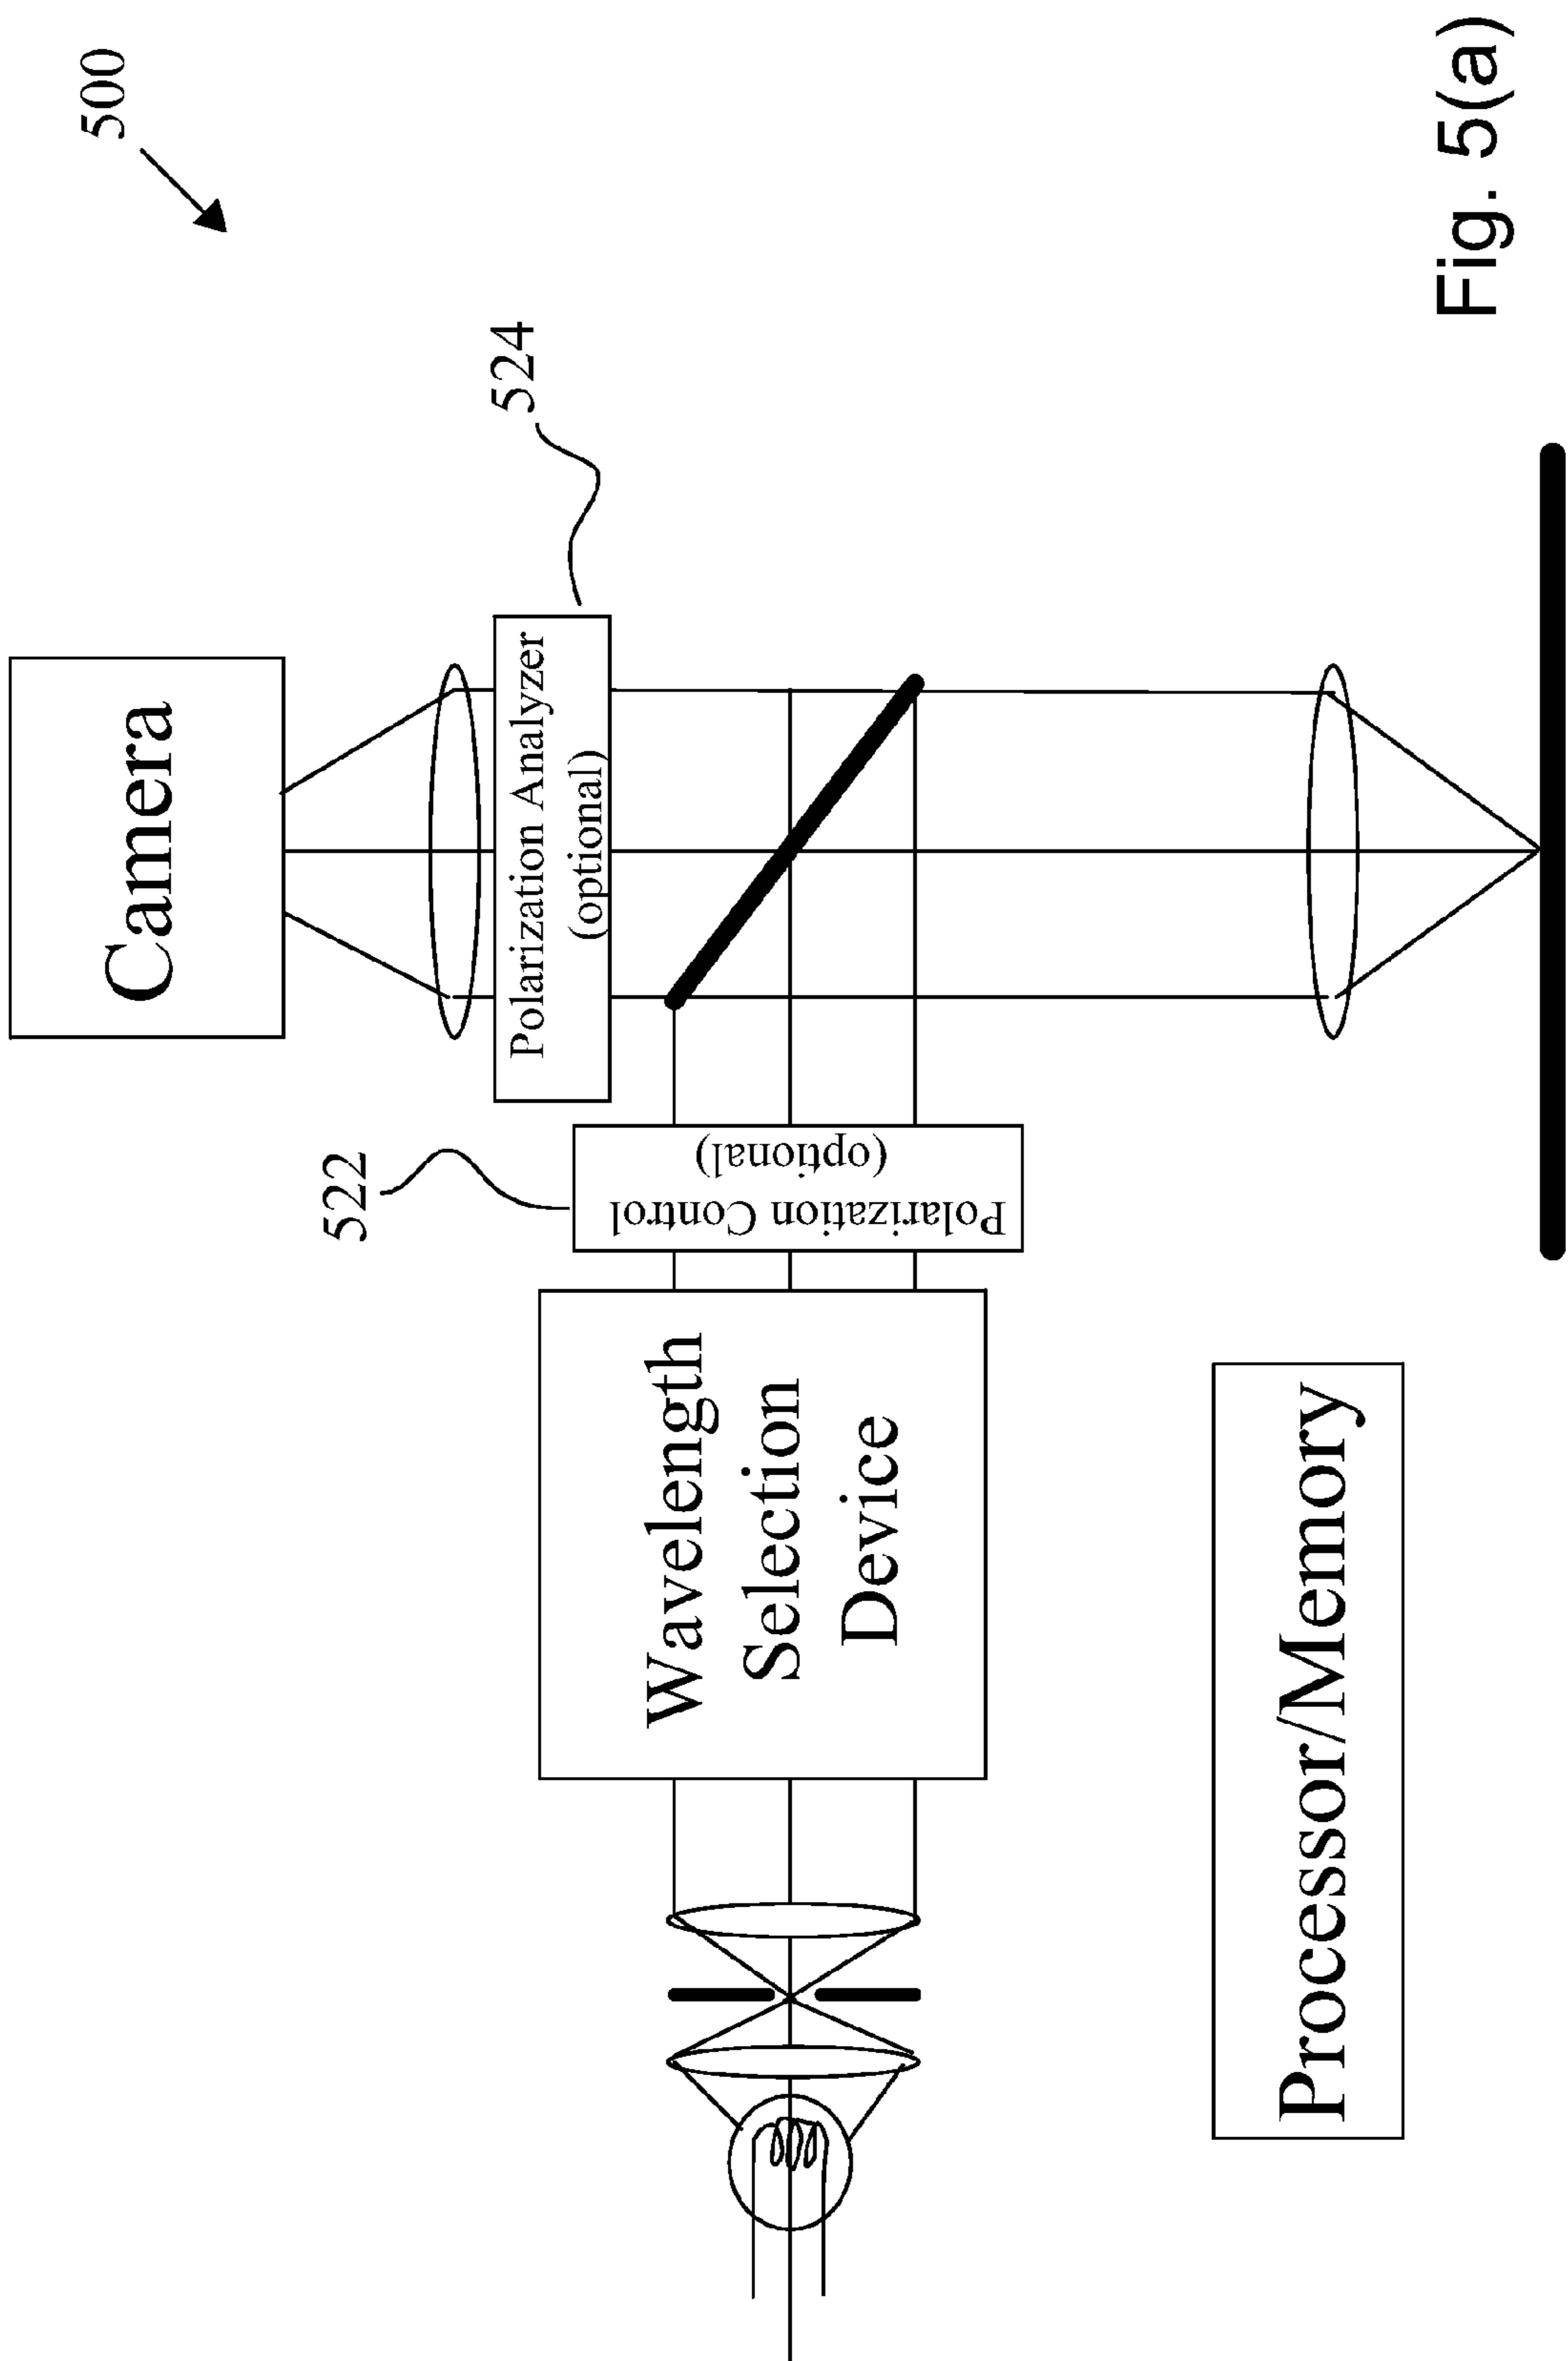 500
Camera
524
Polarization Analyzer
(optional)
522
Polarization Control
(optional)
Wavelength
Selection
Device
Processor/Memory
Fig. 5(a)